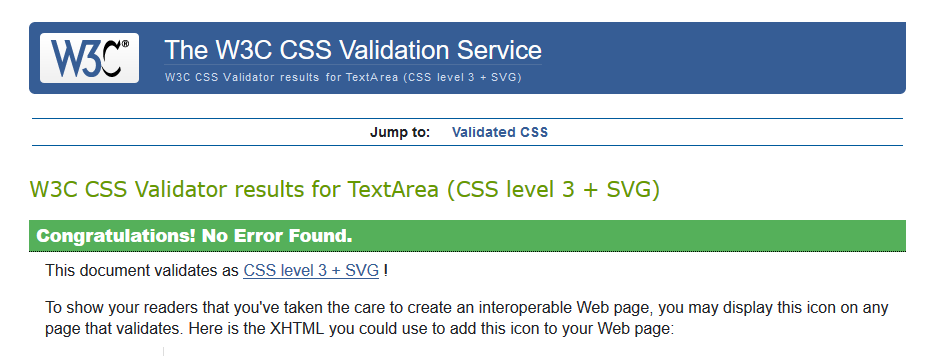 W3C®
The W3C CSS Validation Service
W3C CSS Validator results for TextArea (CSS level 3 + SVG)
Jump to: Validated CSS
W3C CSS Validator results for TextArea (CSS level 3 + SVG)
Congratulations! No Error Found.
This document validates as CSS level 3 + SVG !
To show your readers that you've taken the care to create an interoperable Web page, you may display this icon on any
page that validates. Here is the XHTML you could use to add this icon to your Web page: